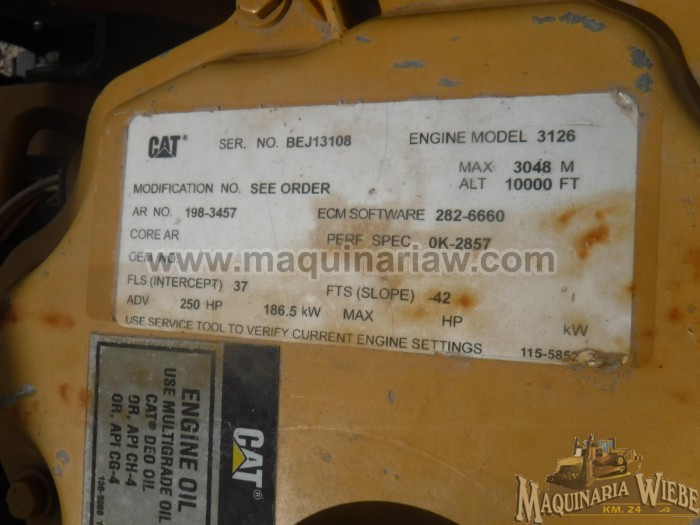 CAT SER. NO. BEJ13108 ENGINE MODEL 3126
MAX 3048 M
MODIFICATION NO. SEE ORDER ALT 10000 FT
AR NO. 198-3457 ECM SOFTWARE 282-6660
CORE AR PERF SPEC 0K-2857
OEM NO.
www.maquinariaw.com
FLS (INTERCEPT) 37 FTS (SLOPE) -42
ADV 250 HP 186.5 kW MAX HP kW
USE SERVICE TOOL TO VERIFY CURRENT ENGINE SETTINGS 115-5852
ENGINE OIL
USE MULTIGRADE OIL
CAT® DEO OIL
OR, API CH-4
OR, API CG-4
CAT®
MAQUINARIA WIEBE
KM. 24